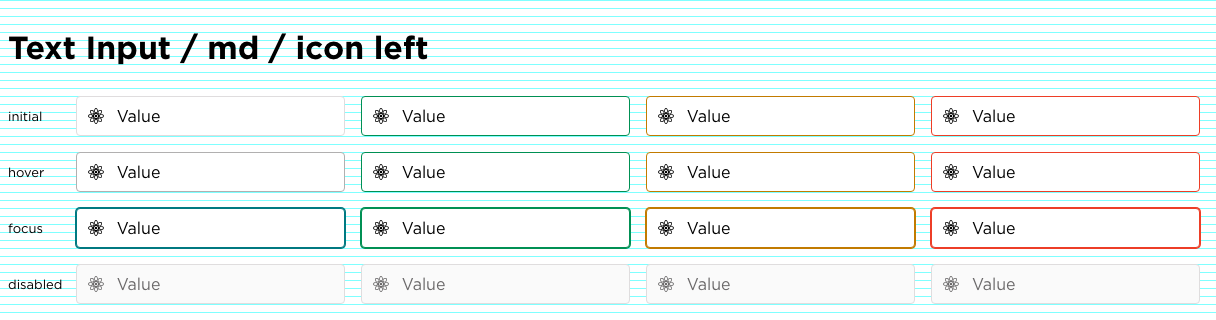 Text Input / md / icon left
initial Value Value Value Value
hover Value Value Value Value
focus Value Value Value Value
disabled Value Value Value Value